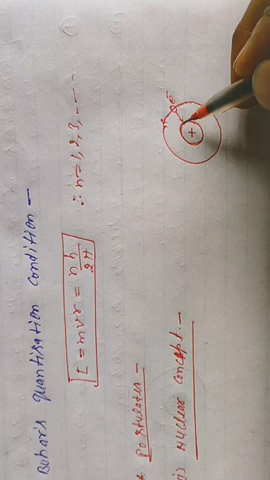 Bohar's quantisation condition –
I = mvr = nh/2π ∴ n=1,2,3,----
Postulates –
i) Nuclear concept. –
+
e⁻